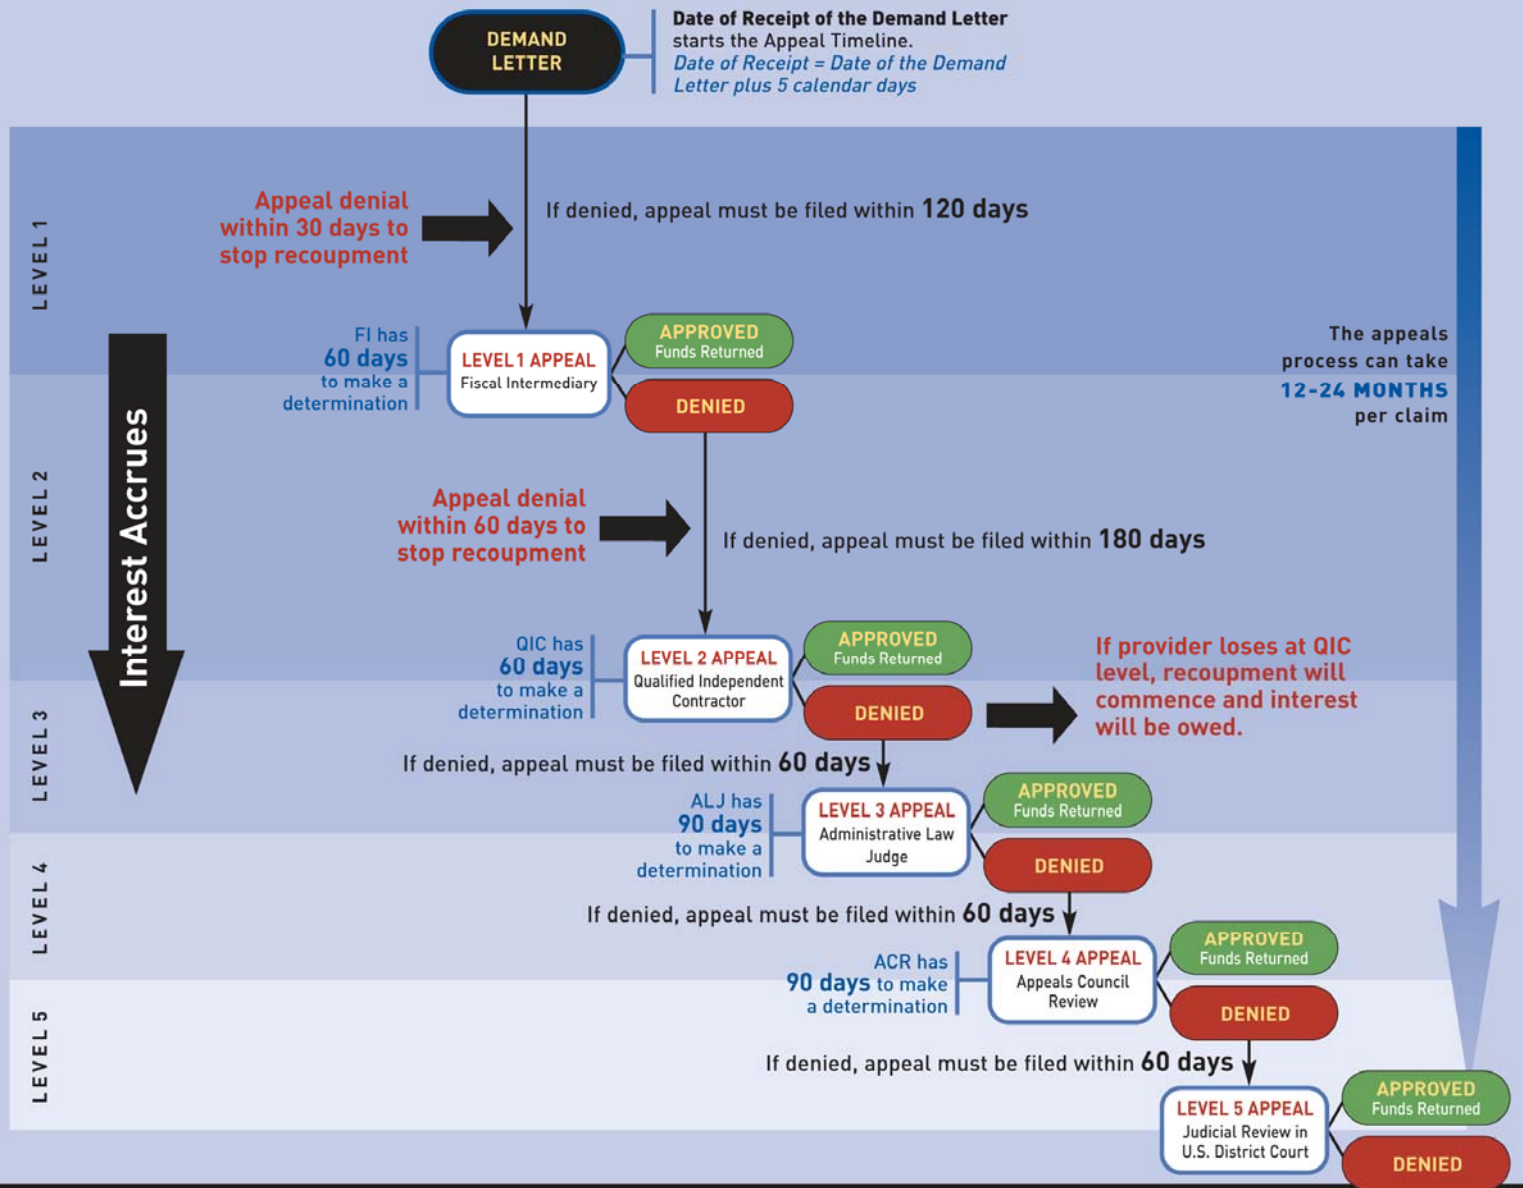 DEMAND
LETTER
Date of Receipt of the Demand Letter
starts the Appeal Timeline.
Date of Receipt = Date of the Demand
Letter plus 5 calendar days
LEVEL 1
Appeal denial
within 30 days to
stop recoupment
If denied, appeal must be filed within 120 days
FI has
60 days
to make a
determination
LEVEL 1 APPEAL
Fiscal Intermediary
APPROVED
Funds Returned
DENIED
The appeals
process can take
12-24 MONTHS
per claim
Interest Accrues
LEVEL 2
Appeal denial
within 60 days to
stop recoupment
If denied, appeal must be filed within 180 days
QIC has
60 days
to make a
determination
LEVEL 2 APPEAL
Qualified Independent
Contractor
APPROVED
Funds Returned
DENIED
If provider loses at QIC
level, recoupment will
commence and interest
will be owed.
LEVEL 3
If denied, appeal must be filed within 60 days
ALJ has
90 days
to make a
determination
LEVEL 3 APPEAL
Administrative Law
Judge
APPROVED
Funds Returned
DENIED
LEVEL 4
If denied, appeal must be filed within 60 days
ACR has
90 days to make
a determination
LEVEL 4 APPEAL
Appeals Council
Review
APPROVED
Funds Returned
DENIED
LEVEL 5
If denied, appeal must be filed within 60 days
LEVEL 5 APPEAL
Judicial Review in
U.S. District Court
APPROVED
Funds Returned
DENIED